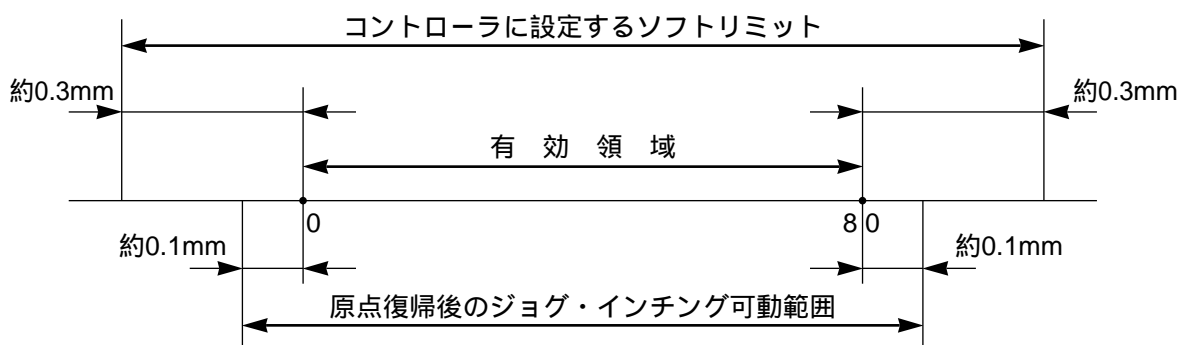 コントローラに設定するソフトリミット
約0.3mm
約0.3mm
有効領域
0
80
約0.1mm
約0.1mm
原点復帰後のジョグ・インチング可動範囲